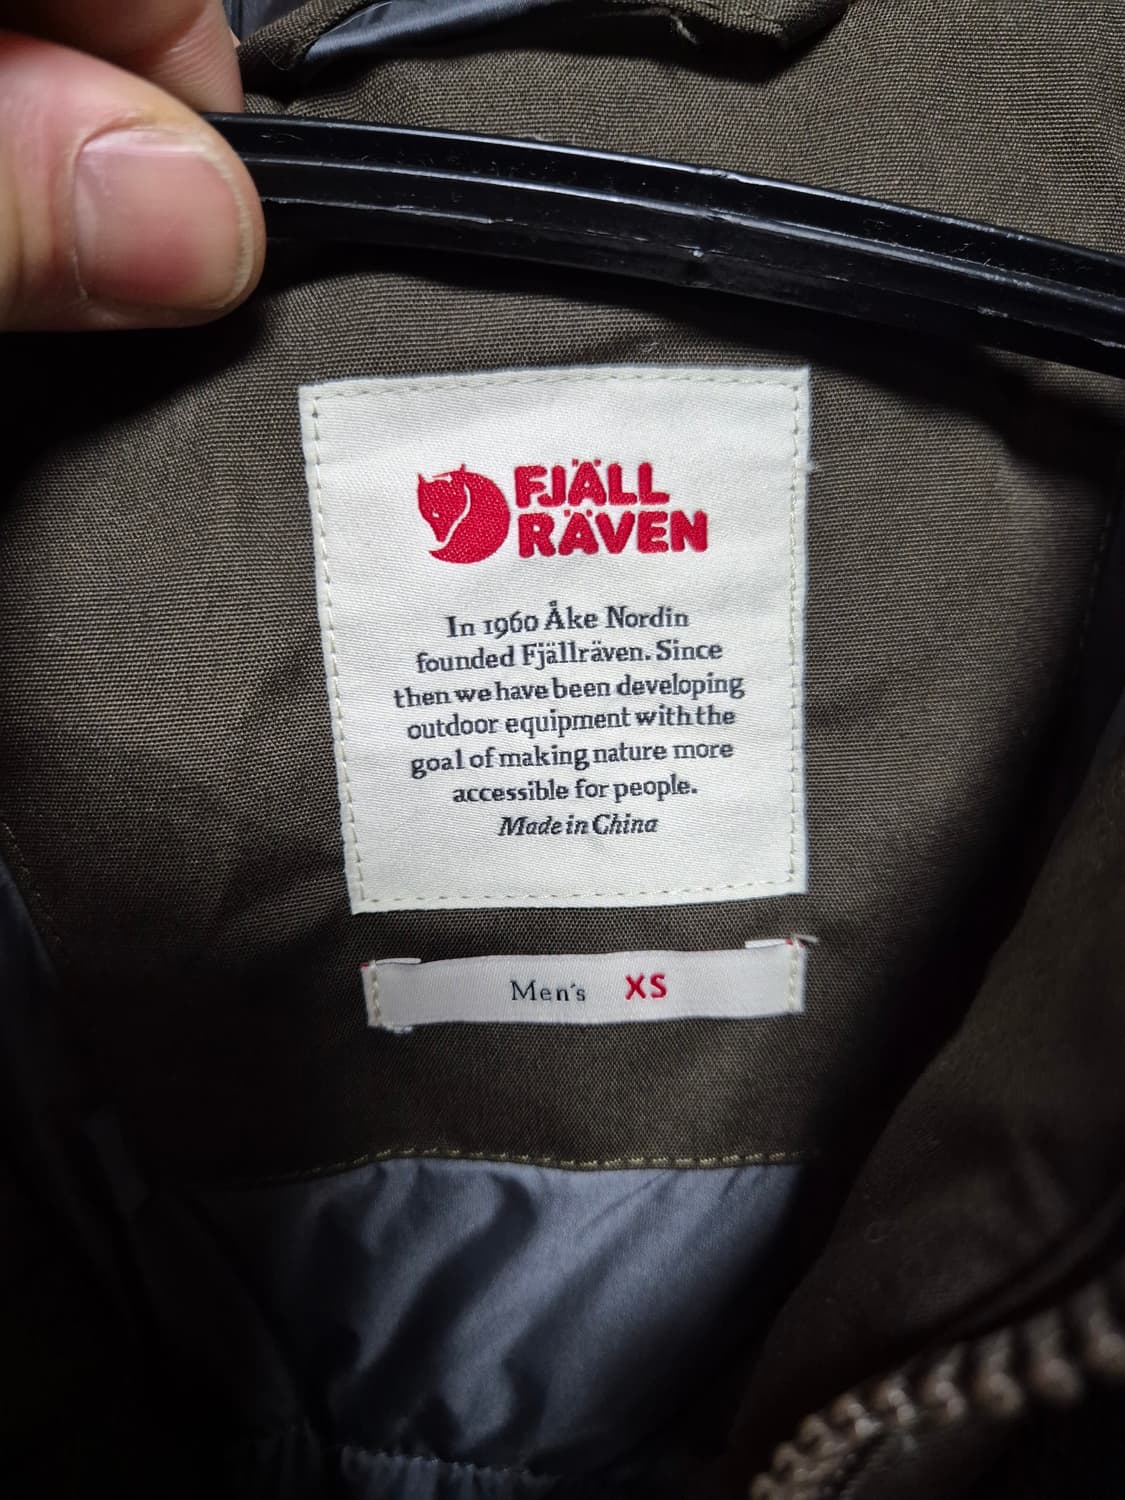 FJÄLL
RÄVEN
In 1960 Åke Nordin
founded Fjällräven. Since
then we have been developing
outdoor equipment with the
goal of making nature more
accessible for people.
Made in China
Men's XS